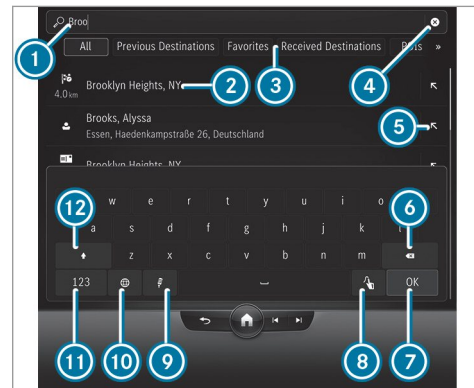 Broo
All Previous Destinations Favorites Received Destinations POIs »
Brooklyn Heights, NY
4,0 km
Brooks, Alyssa
Essen, Haedenkampstraße 26, Deutschland
Brooklyn Heights, NY
w e r t y u i o
a s d f g h j k l
z x c v b n m
123 OK
1
2
3
4
5
6
7
8
9
10
11
12